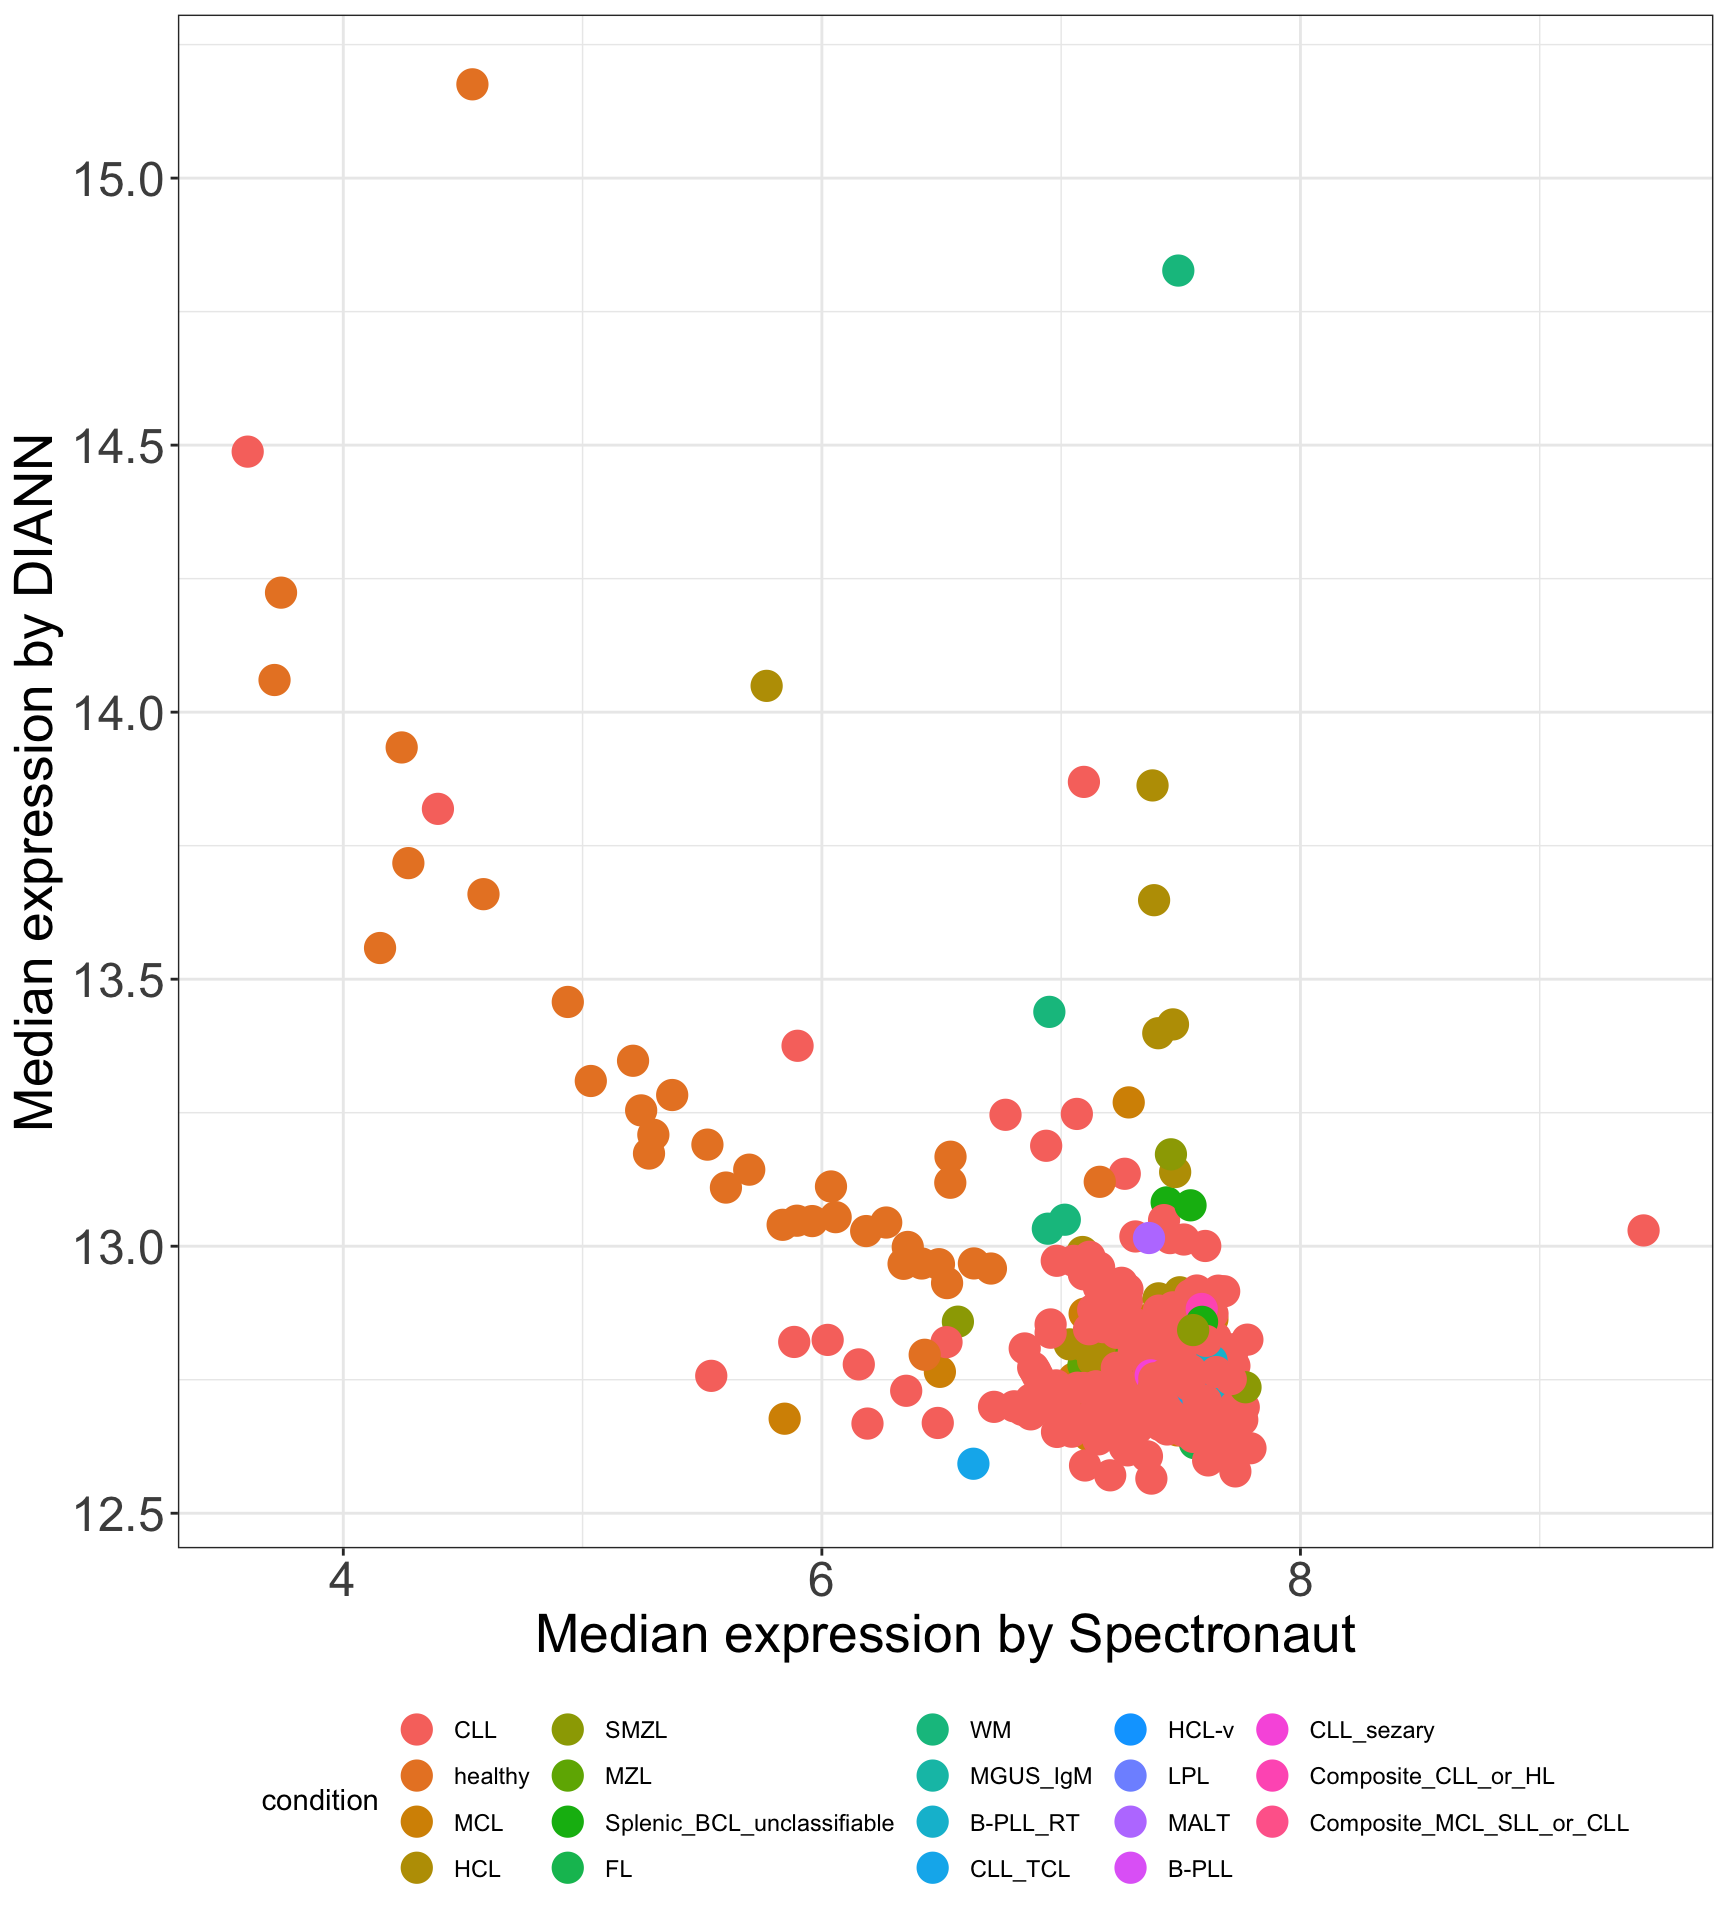 Median expression by DIANN
15.0
14.5
14.0
13.5
13.0
12.5
4 6 8
Median expression by Spectronaut
condition
CLL
healthy
MCL
HCL
SMZL
MZL
Splenic_BCL_unclassifiable
FL
WM
MGUS_IgM
B-PLL_RT
CLL_TCL
HCL-v
LPL
MALT
B-PLL
CLL_sezary
Composite_CLL_or_HL
Composite_MCL_SLL_or_CLL